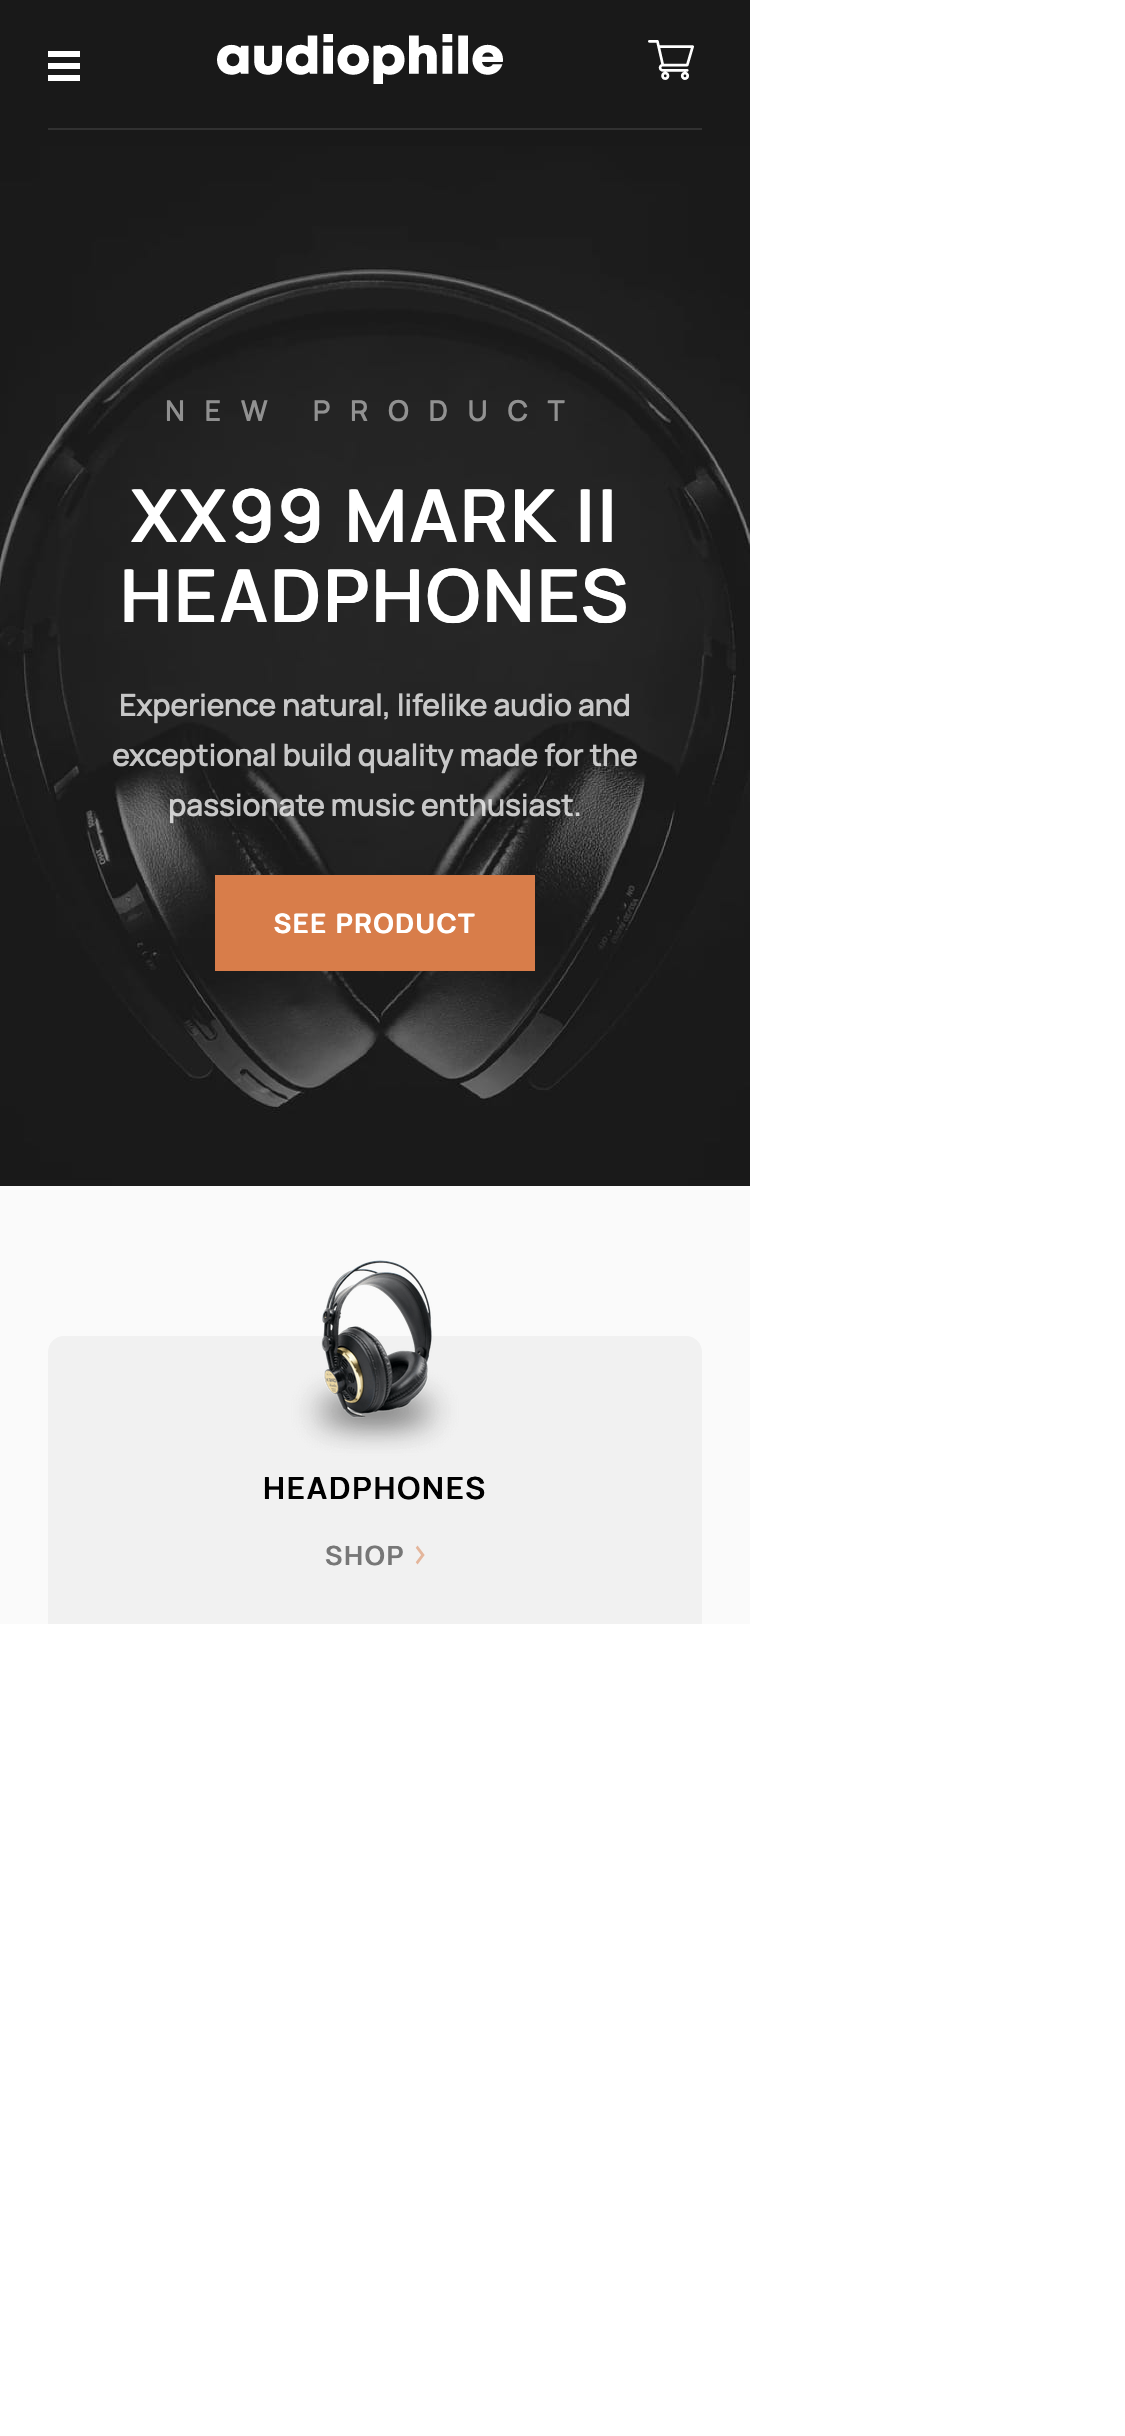 audiophile
NEW PRODUCT
XX99 MARK II
HEADPHONES
Experience natural, lifelike audio and
exceptional build quality made for the
passionate music enthusiast.
SEE PRODUCT
HEADPHONES
SHOP